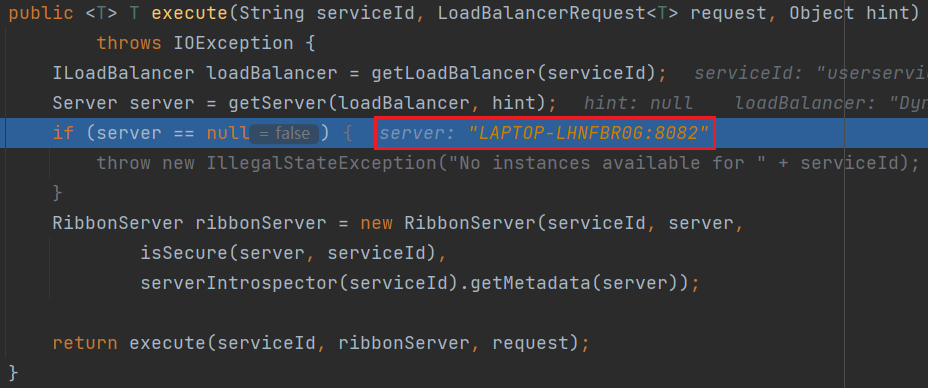 public <T> T execute(String serviceId, LoadBalancerRequest<T> request, Object hint)
throws IOException {
ILoadBalancer loadBalancer = getLoadBalancer(serviceId); serviceId: "userservi
Server server = getServer(loadBalancer, hint); hint: null loadBalancer: "Dyn
if (server == null = false ) { server: "LAPTOP-LHNFBR0G:8082"
throw new IllegalStateException("No instances available for " + serviceId);
}
RibbonServer ribbonServer = new RibbonServer(serviceId, server,
isSecure(server, serviceId),
serverIntrospector(serviceId).getMetadata(server));
return execute(serviceId, ribbonServer, request);
}